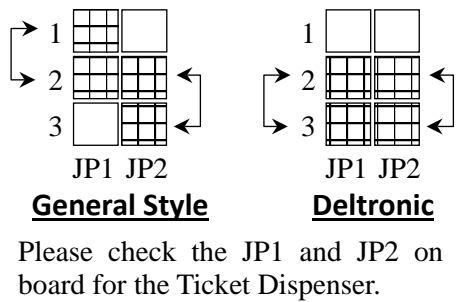 1 1
2 2
3 3
JP1 JP2 JP1 JP2
General Style Deltronic
Please check the JP1 and JP2 on
board for the Ticket Dispenser.